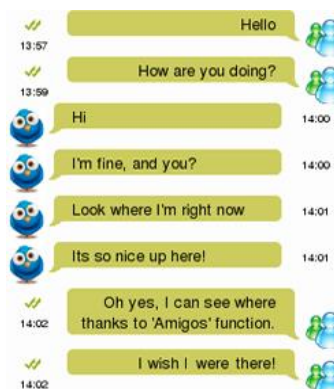 Hello
13:57
How are you doing?
13:59
Hi
14:00
I'm fine, and you?
14:00
Look where I'm right now
14:01
Its so nice up here!
14:01
Oh yes, I can see where
thanks to 'Amigos' function.
14:02
I wish I were there!
14:02